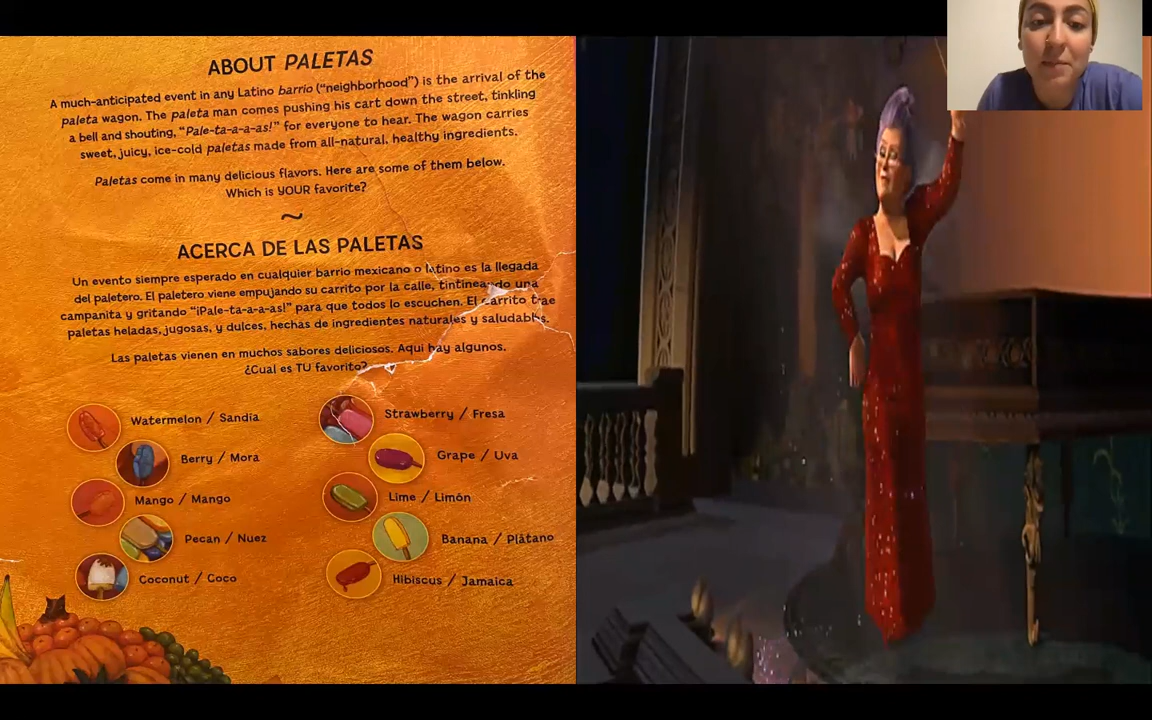 ABOUT PALETAS
A much-anticipated event in any Latino barrio (“neighborhood”) is the arrival of the
paleta wagon. The paleta man comes pushing his cart down the street, tinkling
a bell and shouting, “Pale-ta-a-a-as!” for everyone to hear. The wagon carries
sweet, juicy, ice-cold paletas made from all-natural, healthy ingredients.
Paletas come in many delicious flavors. Here are some of them below.
Which is YOUR favorite?
~
ACERCA DE LAS PALETAS
Un evento siempre esperado en cualquier barrio mexicano o latino es la llegada
del paletero. El paletero viene empujando su carrito por la calle, tintineando una
campanita y gritando “¡Pale-ta-a-a-as!” para que todos lo escuchen. El carrito trae
paletas heladas, jugosas, y dulces, hechas de ingredientes naturales y saludables.
Las paletas vienen en muchos sabores deliciosos. Aqui hay algunos.
¿Cual es TU favorito?
Watermelon / Sandía
Strawberry / Fresa
Berry / Mora
Grape / Uva
Mango / Mango
Lime / Limón
Pecan / Nuez
Banana / Plátano
Coconut / Coco
Hibiscus / Jamaica